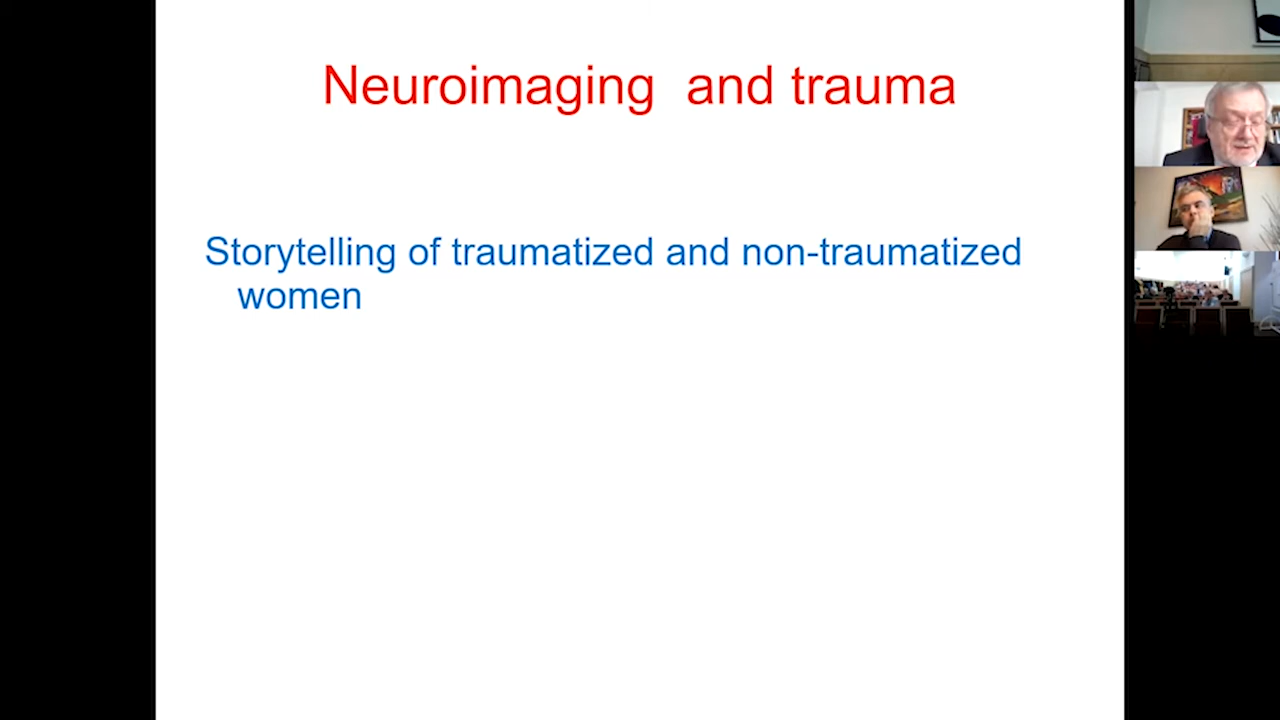 Neuroimaging and trauma
Storytelling of traumatized and non-traumatized
women